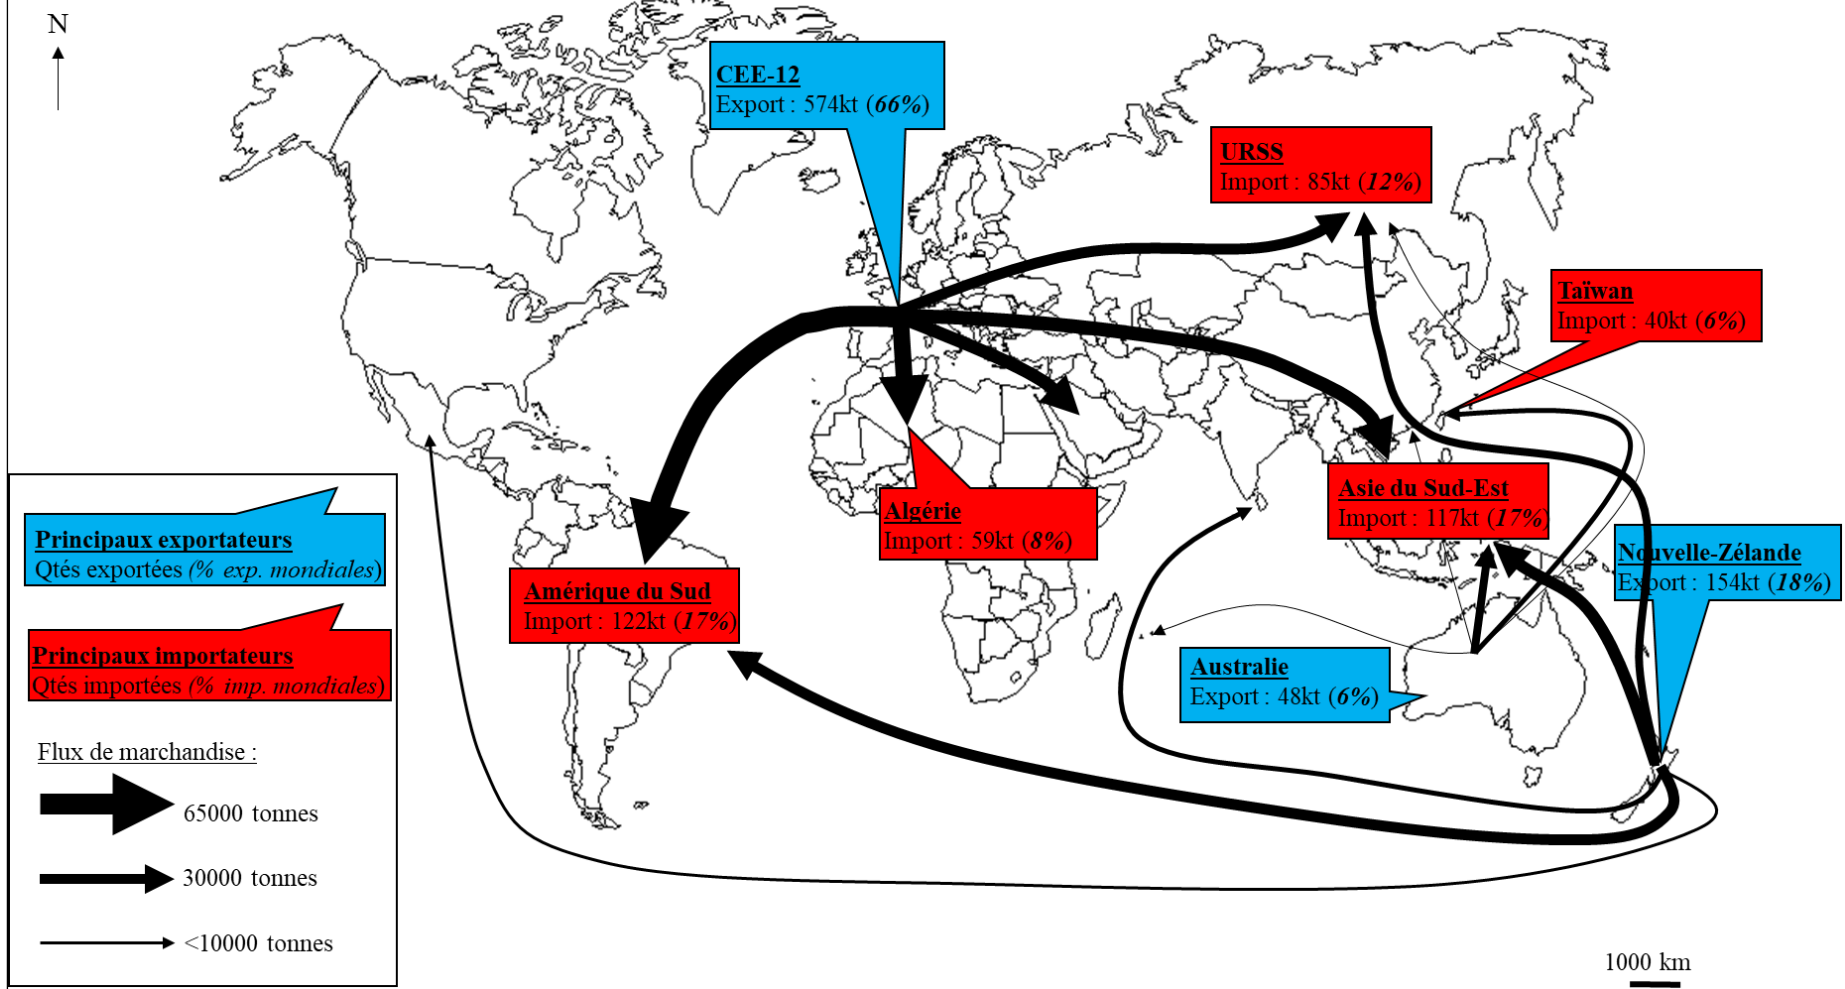 N
CEE-12
Export : 574kt (66%)
URSS
Import : 85kt (12%)
Taïwan
Import : 40kt (6%)
Asie du Sud-Est
Import : 117kt (17%)
Algérie
Import : 59kt (8%)
Nouvelle-Zélande
Export : 154kt (18%)
Amérique du Sud
Import : 122kt (17%)
Australie
Export : 48kt (6%)
Principaux exportateurs
Qtés exportées (% exp. mondiales)
Principaux importateurs
Qtés importées (% imp. mondiales)
Flux de marchandise :
65000 tonnes
30000 tonnes
<10000 tonnes
1000 km